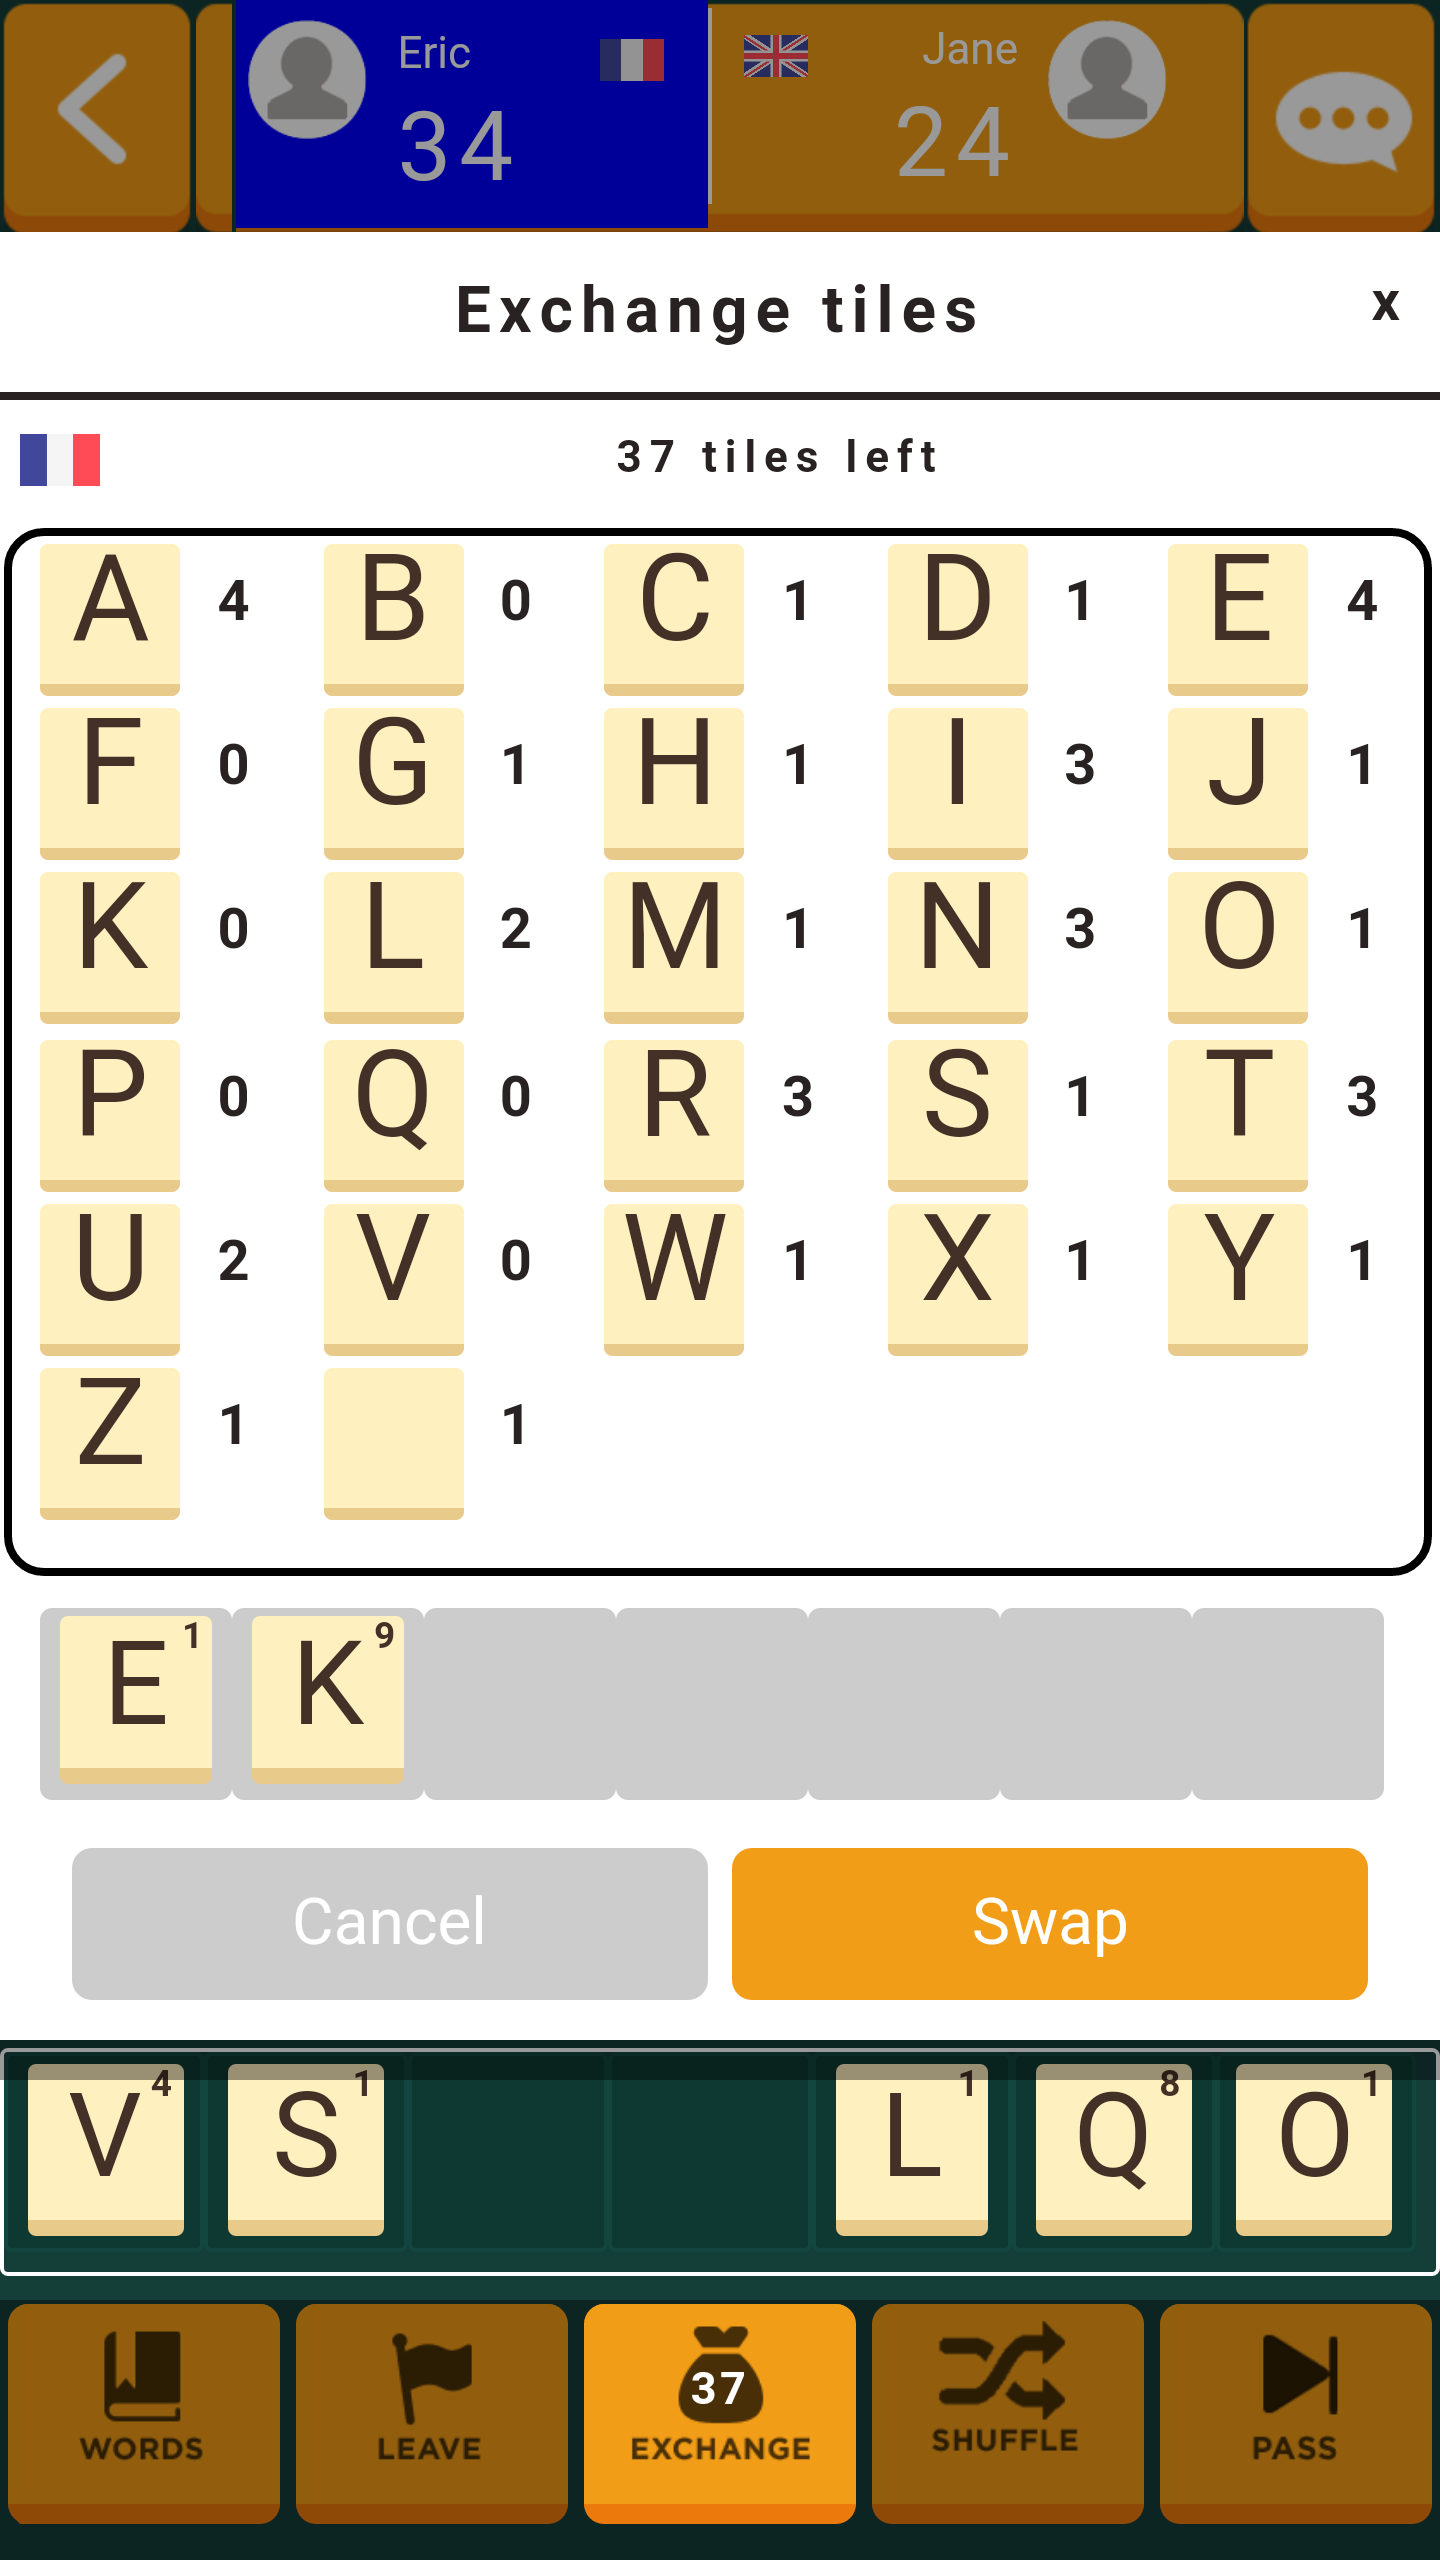 Eric Jane
34 24
Exchange tiles x
37 tiles left
A 4 B 0 C 1 D 1 E 4
F 0 G 1 H 1 I 3 J 1
K 0 L 2 M 1 N 3 O 1
P 0 Q 0 R 3 S 1 T 3
U 2 V 0 W 1 X 1 Y 1
Z 1 1
E 1 K 9
Cancel Swap
V 4 S 1 L 1 Q 8 O 1
37
WORDS LEAVE EXCHANGE SHUFFLE PASS